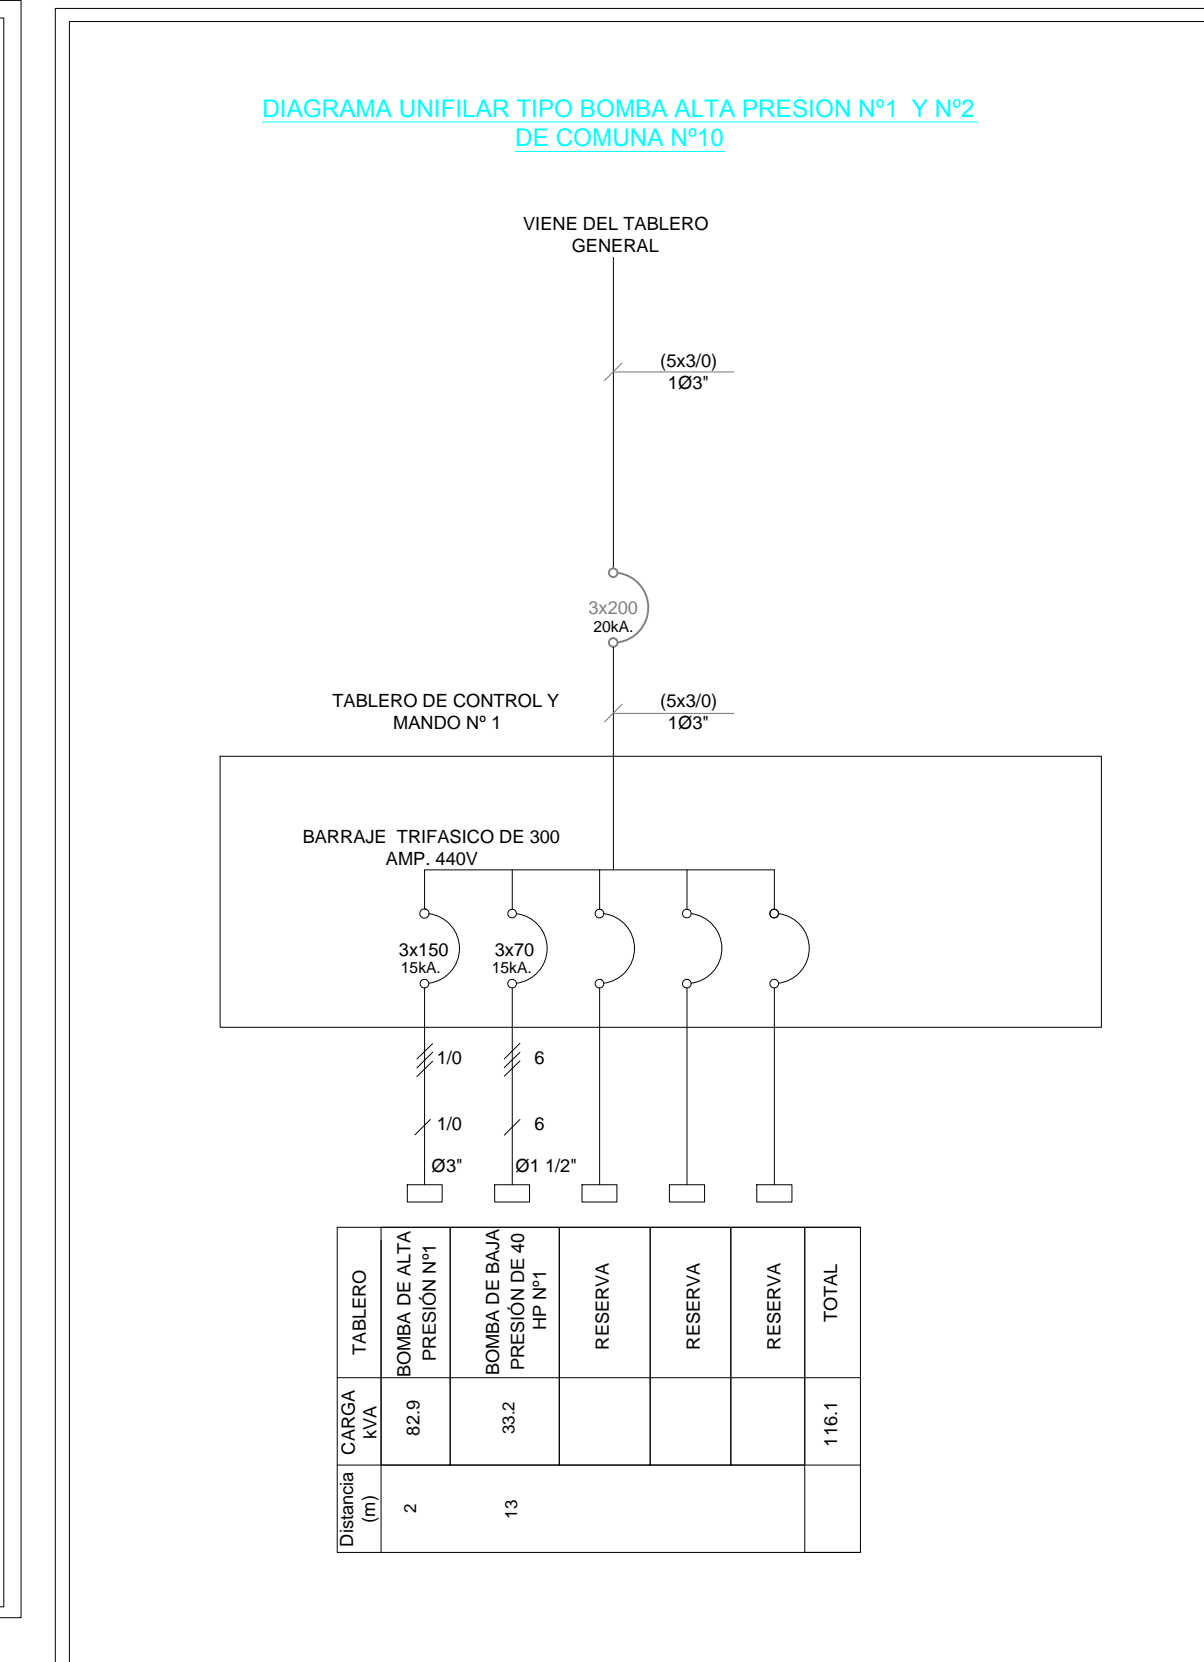 DIAGRAMA UNIFILAR TIPO BOMBA ALTA PRESION Nº1 Y Nº2
DE COMUNA Nº10
VIENE DEL TABLERO
GENERAL
(5x3/0)
1Ø3"
3x200
20kA.
TABLERO DE CONTROL Y
MANDO Nº 1
(5x3/0)
1Ø3"
BARRAJE TRIFASICO DE 300
AMP. 440V
3x150
15kA.
3x70
15kA.
1/0
6
1/0
6
Ø3"
Ø1 1/2"
TABLERO
BOMBA DE ALTA
PRESIÓN Nº1
BOMBA DE BAJA
PRESIÓN DE 40
HP Nº1
RESERVA
RESERVA
RESERVA
TOTAL
CARGA
kVA
82.9
33.2
116.1
Distancia
(m)
2
13